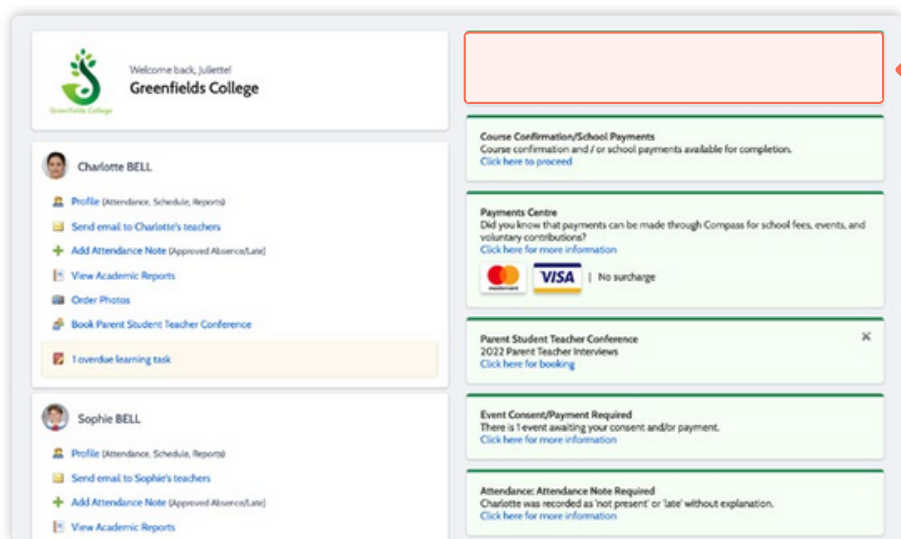 Welcome back, Juliette!
Greenfields College
Greenfields College
Charlotte BELL
Profile (Attendance, Schedule, Reports)
Send email to Charlotte's teachers
Add Attendance Note (Approved Absence/Late)
View Academic Reports
Order Photos
Book Parent Student Teacher Conference
1 overdue learning task
Sophie BELL
Profile (Attendance, Schedule, Reports)
Send email to Sophie's teachers
Add Attendance Note (Approved Absence/Late)
View Academic Reports
Course Confirmation/School Payments
Course confirmation and / or school payments available for completion.
Click here to proceed
Payments Centre
Did you know that payments can be made through Compass for school fees, events, and
voluntary contributions?
Click here for more information
mastercard VISA | No surcharge
Parent Student Teacher Conference
2022 Parent Teacher Interviews
Click here for booking
Event Consent/Payment Required
There is 1 event awaiting your consent and/or payment.
Click here for more information
Attendance: Attendance Note Required
Charlotte was recorded as 'not present' or 'late' without explanation.
Click here for more information